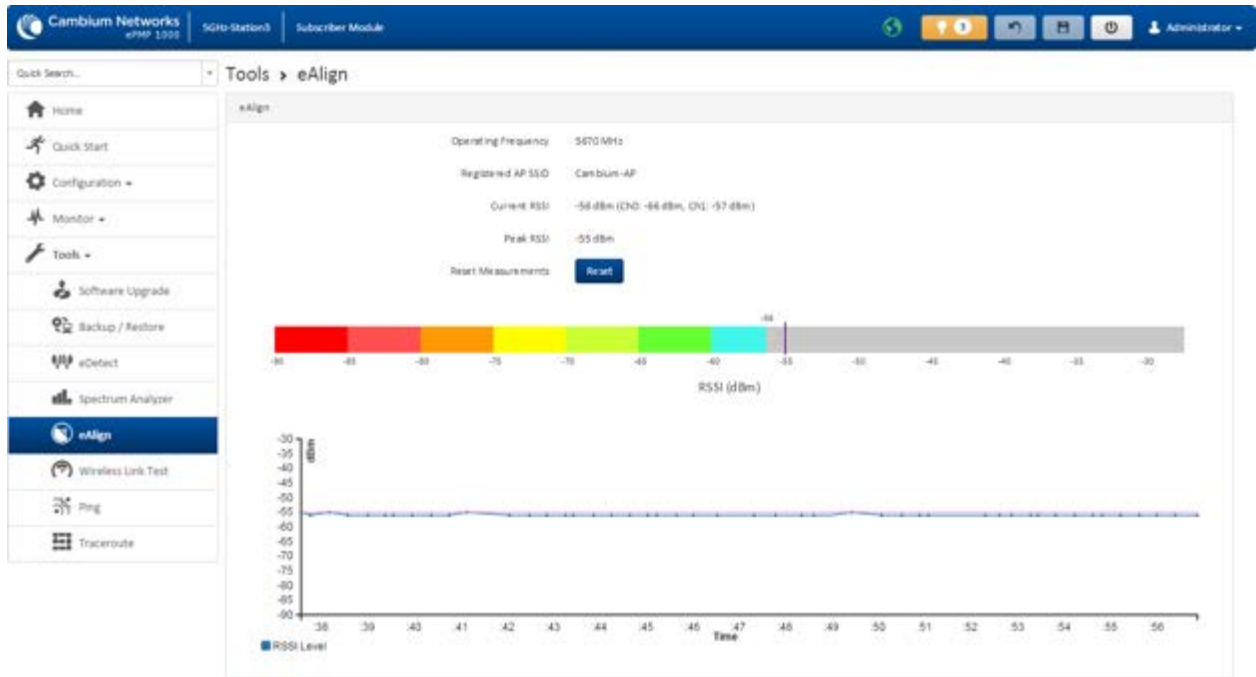 Cambium Networks
ePMP 1000
5GHz-Station3
Subscriber Module
3
Administrator
Quick Search...
Tools > eAlign
Home
Quick Start
Configuration
Monitor
Tools
Software Upgrade
Backup / Restore
eDetect
Spectrum Analyzer
eAlign
Wireless Link Test
Ping
Traceroute
eAlign
Operating Frequency 5670 MHz
Registered AP SSID Cambium-AP
Current RSSI -56 dBm (Ch0: -66 dBm, Ch1: -57 dBm)
Peak RSSI -55 dBm
Reset Measurements Reset
-56
-90 -85 -80 -75 -70 -65 -60 -55 -50 -45 -40 -35 -30
RSSI (dBm)
dBm
-30
-35
-40
-45
-50
-55
-60
-65
-70
-75
-80
-85
-90
:38 :39 :40 :41 :42 :43 :44 :45 :46 :47 :48 :49 :50 :51 :52 :53 :54 :55 :56
Time
RSSI Level